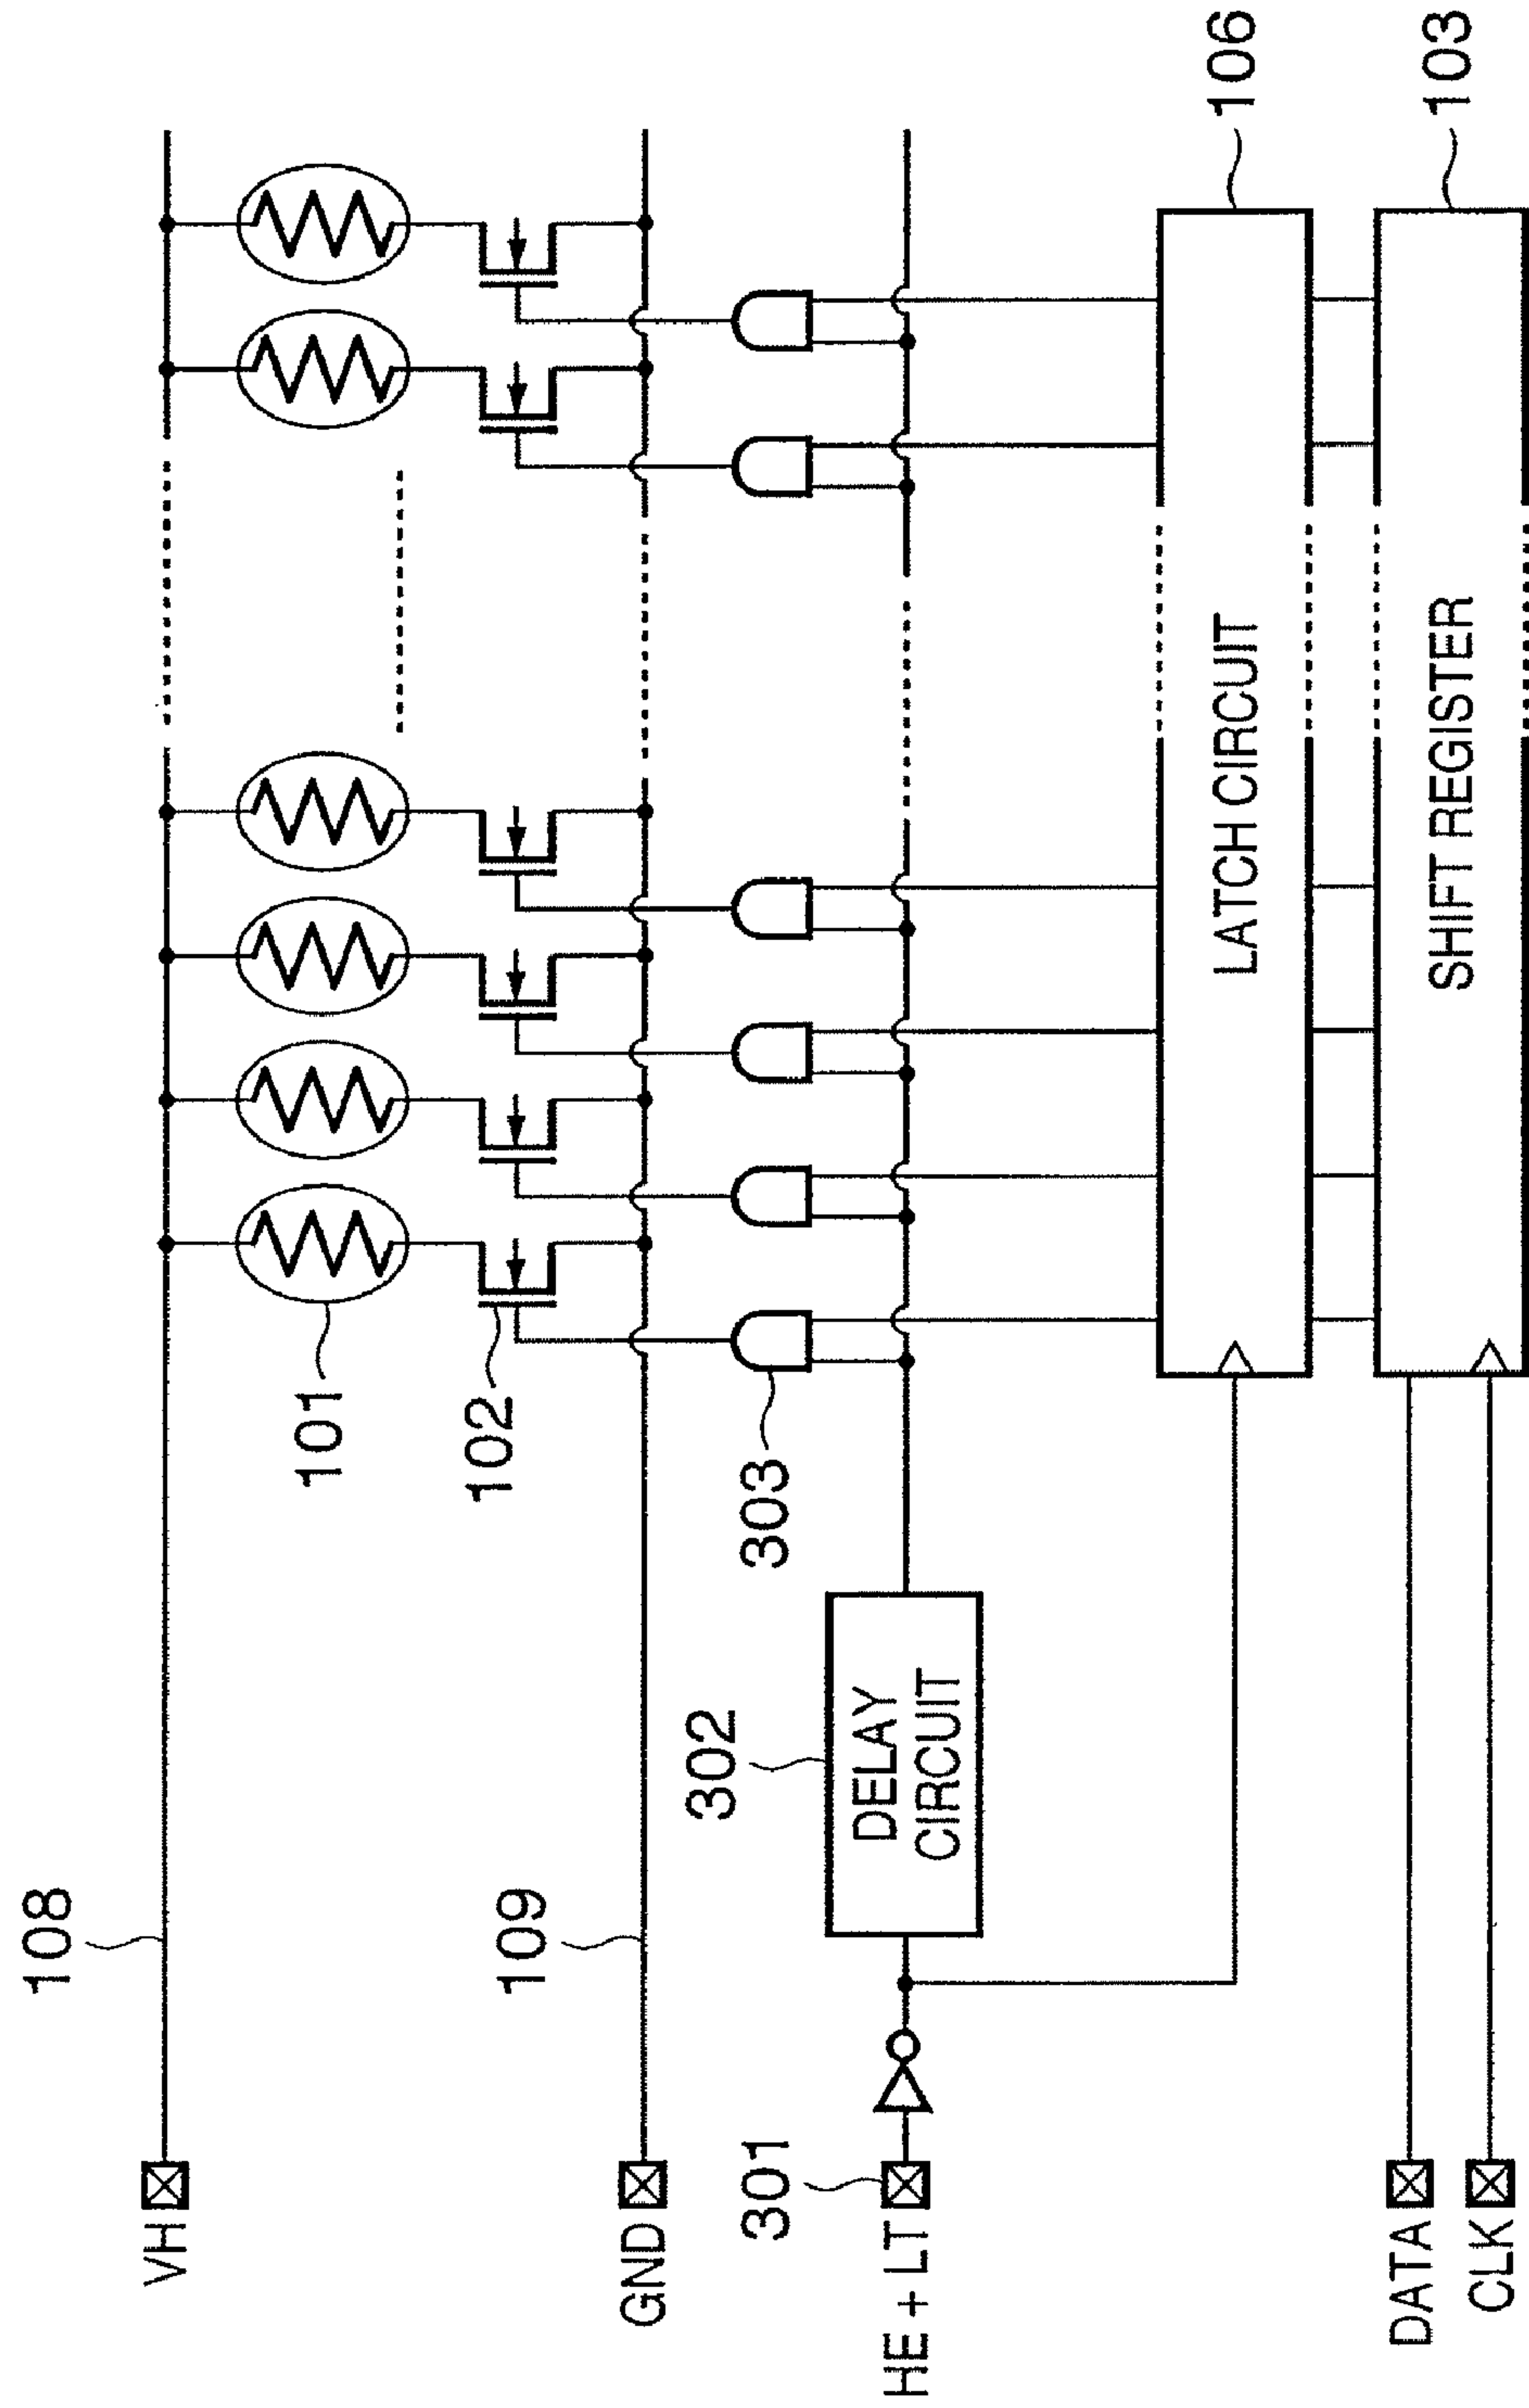 108
VH
101
102
109
GND
303
302
DELAY
CIRCUIT
301
HE + LT
LATCH CIRCUIT
106
SHIFT REGISTER
103
DATA
CLK